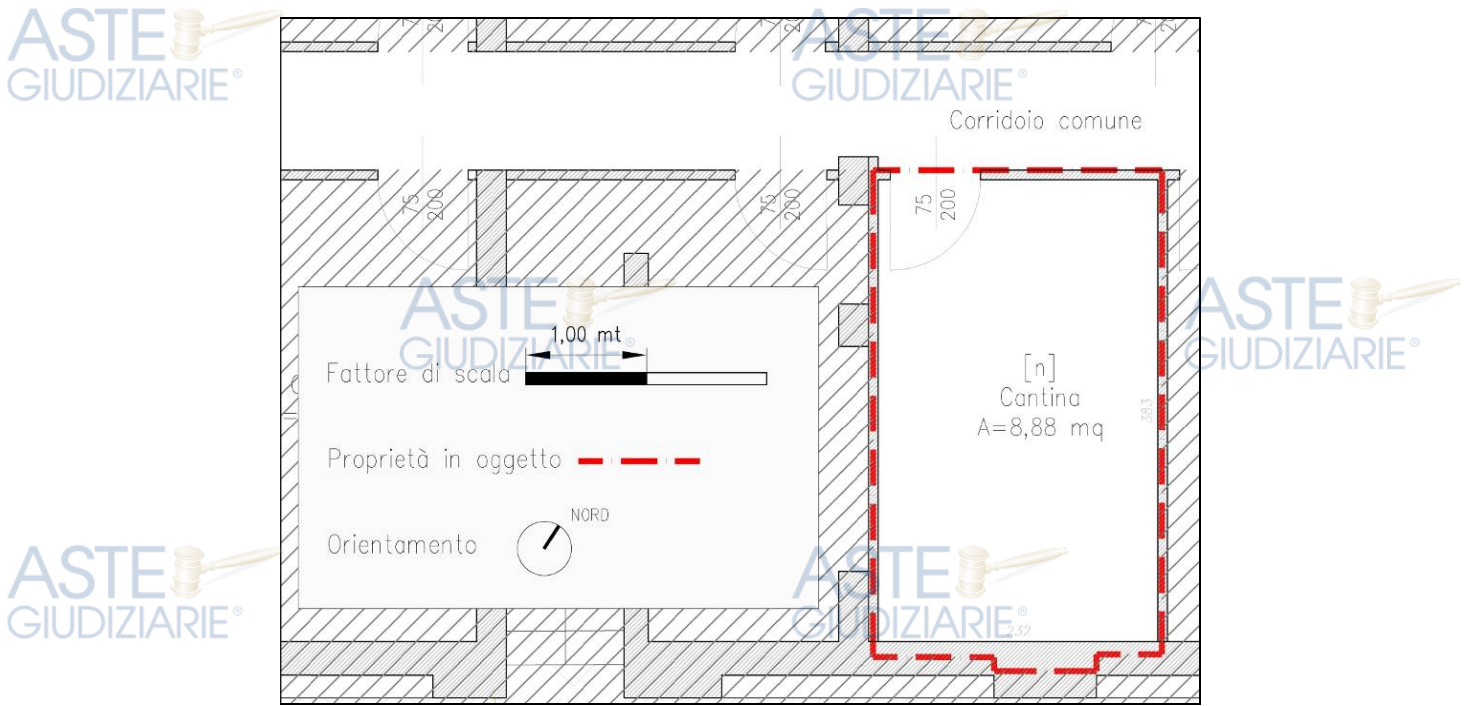 ASTE
GIUDIZIARIE®
ASTE
GIUDIZIARIE®
Corridoio comune
75
200
75
200
75
200
ASTE
GIUDIZIARIE®
ASTE
GIUDIZIARIE®
1,00 mt
Fattore di scala
[n]
Cantina
A=8,88 mq
383
Proprietà in oggetto
NORD
Orientamento
ASTE
GIUDIZIARIE®
ASTE
GIUDIZIARIE®
232